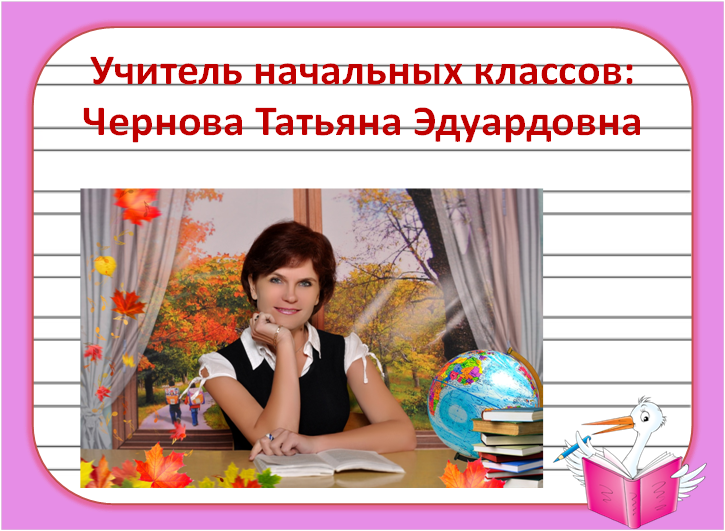 Учитель начальных классов:
Чернова Татьяна Эдуардовна